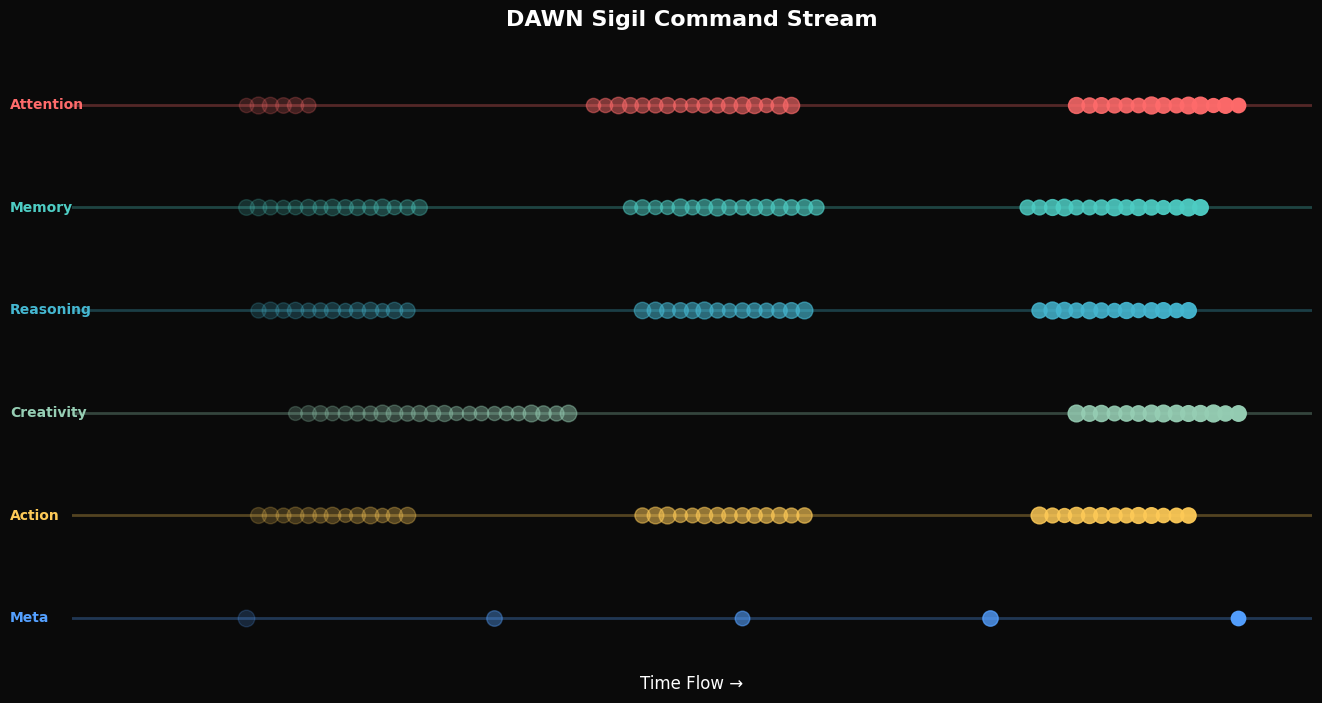 DAWN Sigil Command Stream
Attention
Memory
Reasoning
Creativity
Action
Meta
Time Flow →